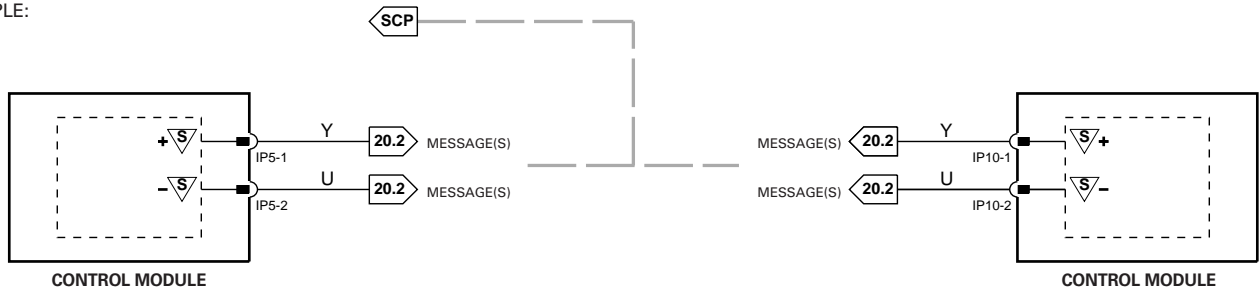 PLE:
SCP
+ S Y 20.2 MESSAGE(S) MESSAGE(S) 20.2 Y S +
IP5-1 IP10-1
– S U 20.2 MESSAGE(S) MESSAGE(S) 20.2 U S –
IP5-2 IP10-2
CONTROL MODULE CONTROL MODULE